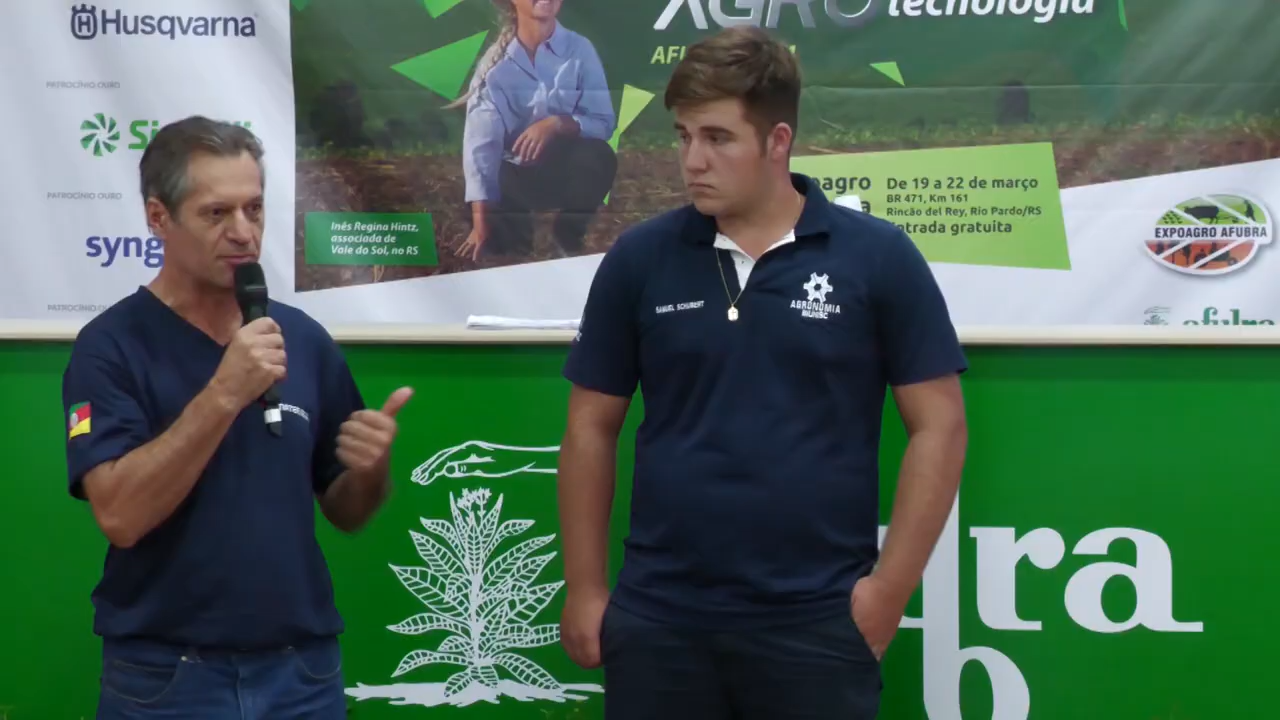 Husqvarna
AGRO tecnologia
PATROCÍNIO OURO
PATROCÍNIO OURO
De 19 a 22 de março
BR 471, Km 161
Rincão del Rey, Rio Pardo/RS
Entrada gratuita
Inês Regina Hintz,
associada de
Vale do Sol, no RS
EXPOAGRO AFUBRA
PATROCÍNIO OURO
SAMUEL SCHUBERT
AGRONOMIA
afubra